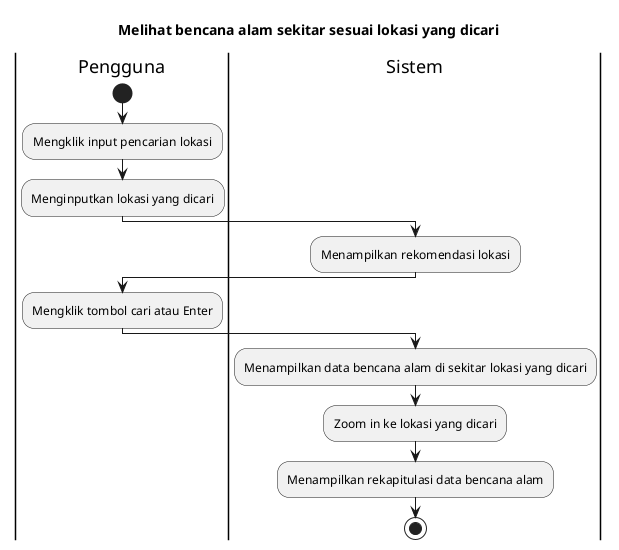 Melihat bencana alam sekitar sesuai lokasi yang dicari
Pengguna
Sistem
Mengklik input pencarian lokasi
Menginputkan lokasi yang dicari
Menampilkan rekomendasi lokasi
Mengklik tombol cari atau Enter
Menampilkan data bencana alam di sekitar lokasi yang dicari
Zoom in ke lokasi yang dicari
Menampilkan rekapitulasi data bencana alam